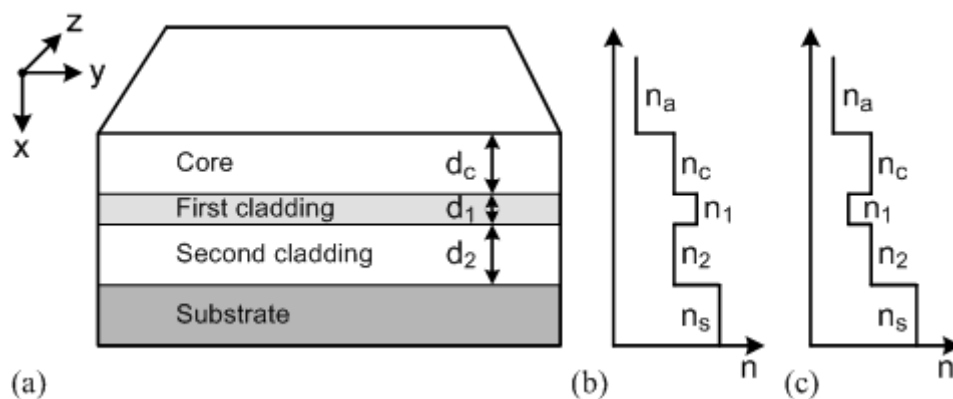 z
y
x
Core
d_c
First cladding
d_1
Second cladding
d_2
Substrate
(a)
n_a
n_c
n_1
n_2
n_s
n
(b)
n_a
n_c
n_1
n_2
n_s
n
(c)